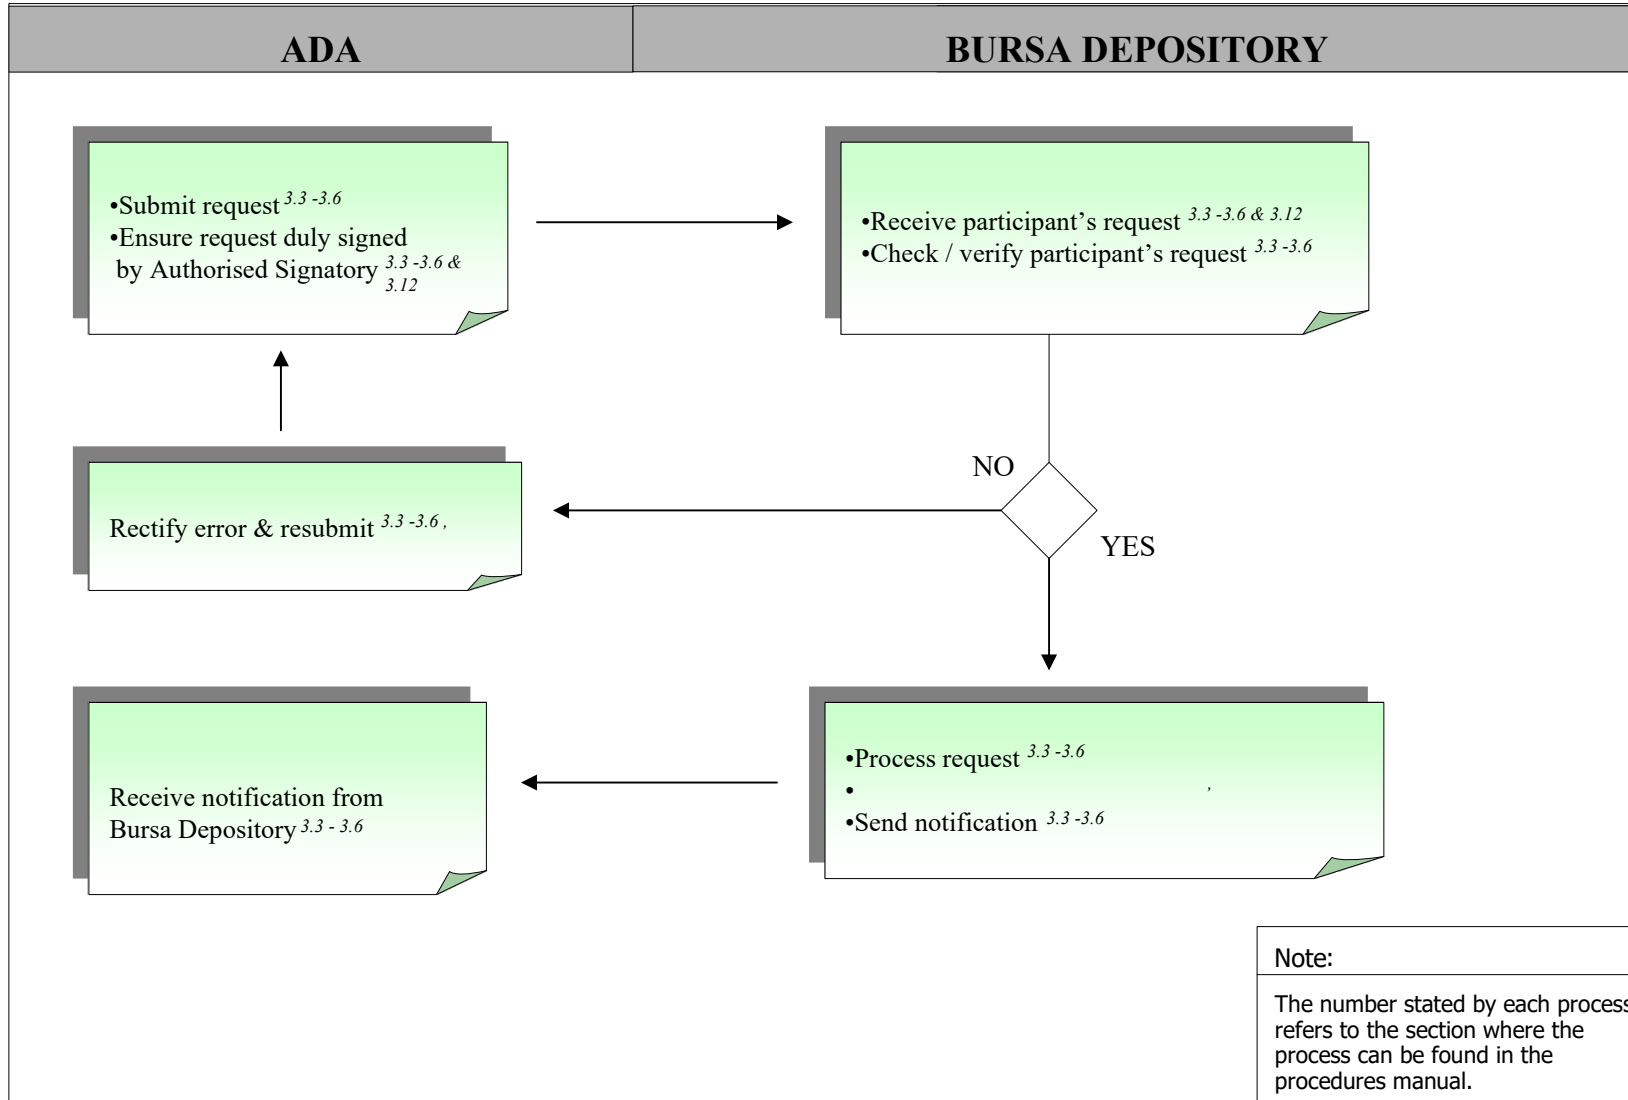 ADA
BURSA DEPOSITORY
•Submit request 3.3 -3.6
•Ensure request duly signed
by Authorised Signatory 3.3 -3.6 &
3.12
•Receive participant's request 3.3 -3.6 & 3.12
•Check / verify participant's request 3.3 -3.6
NO
Rectify error & resubmit 3.3 -3.6 ,
YES
Receive notification from
Bursa Depository 3.3 - 3.6
•Process request 3.3 -3.6
• ,
•Send notification 3.3 -3.6
Note:
The number stated by each process
refers to the section where the
process can be found in the
procedures manual.